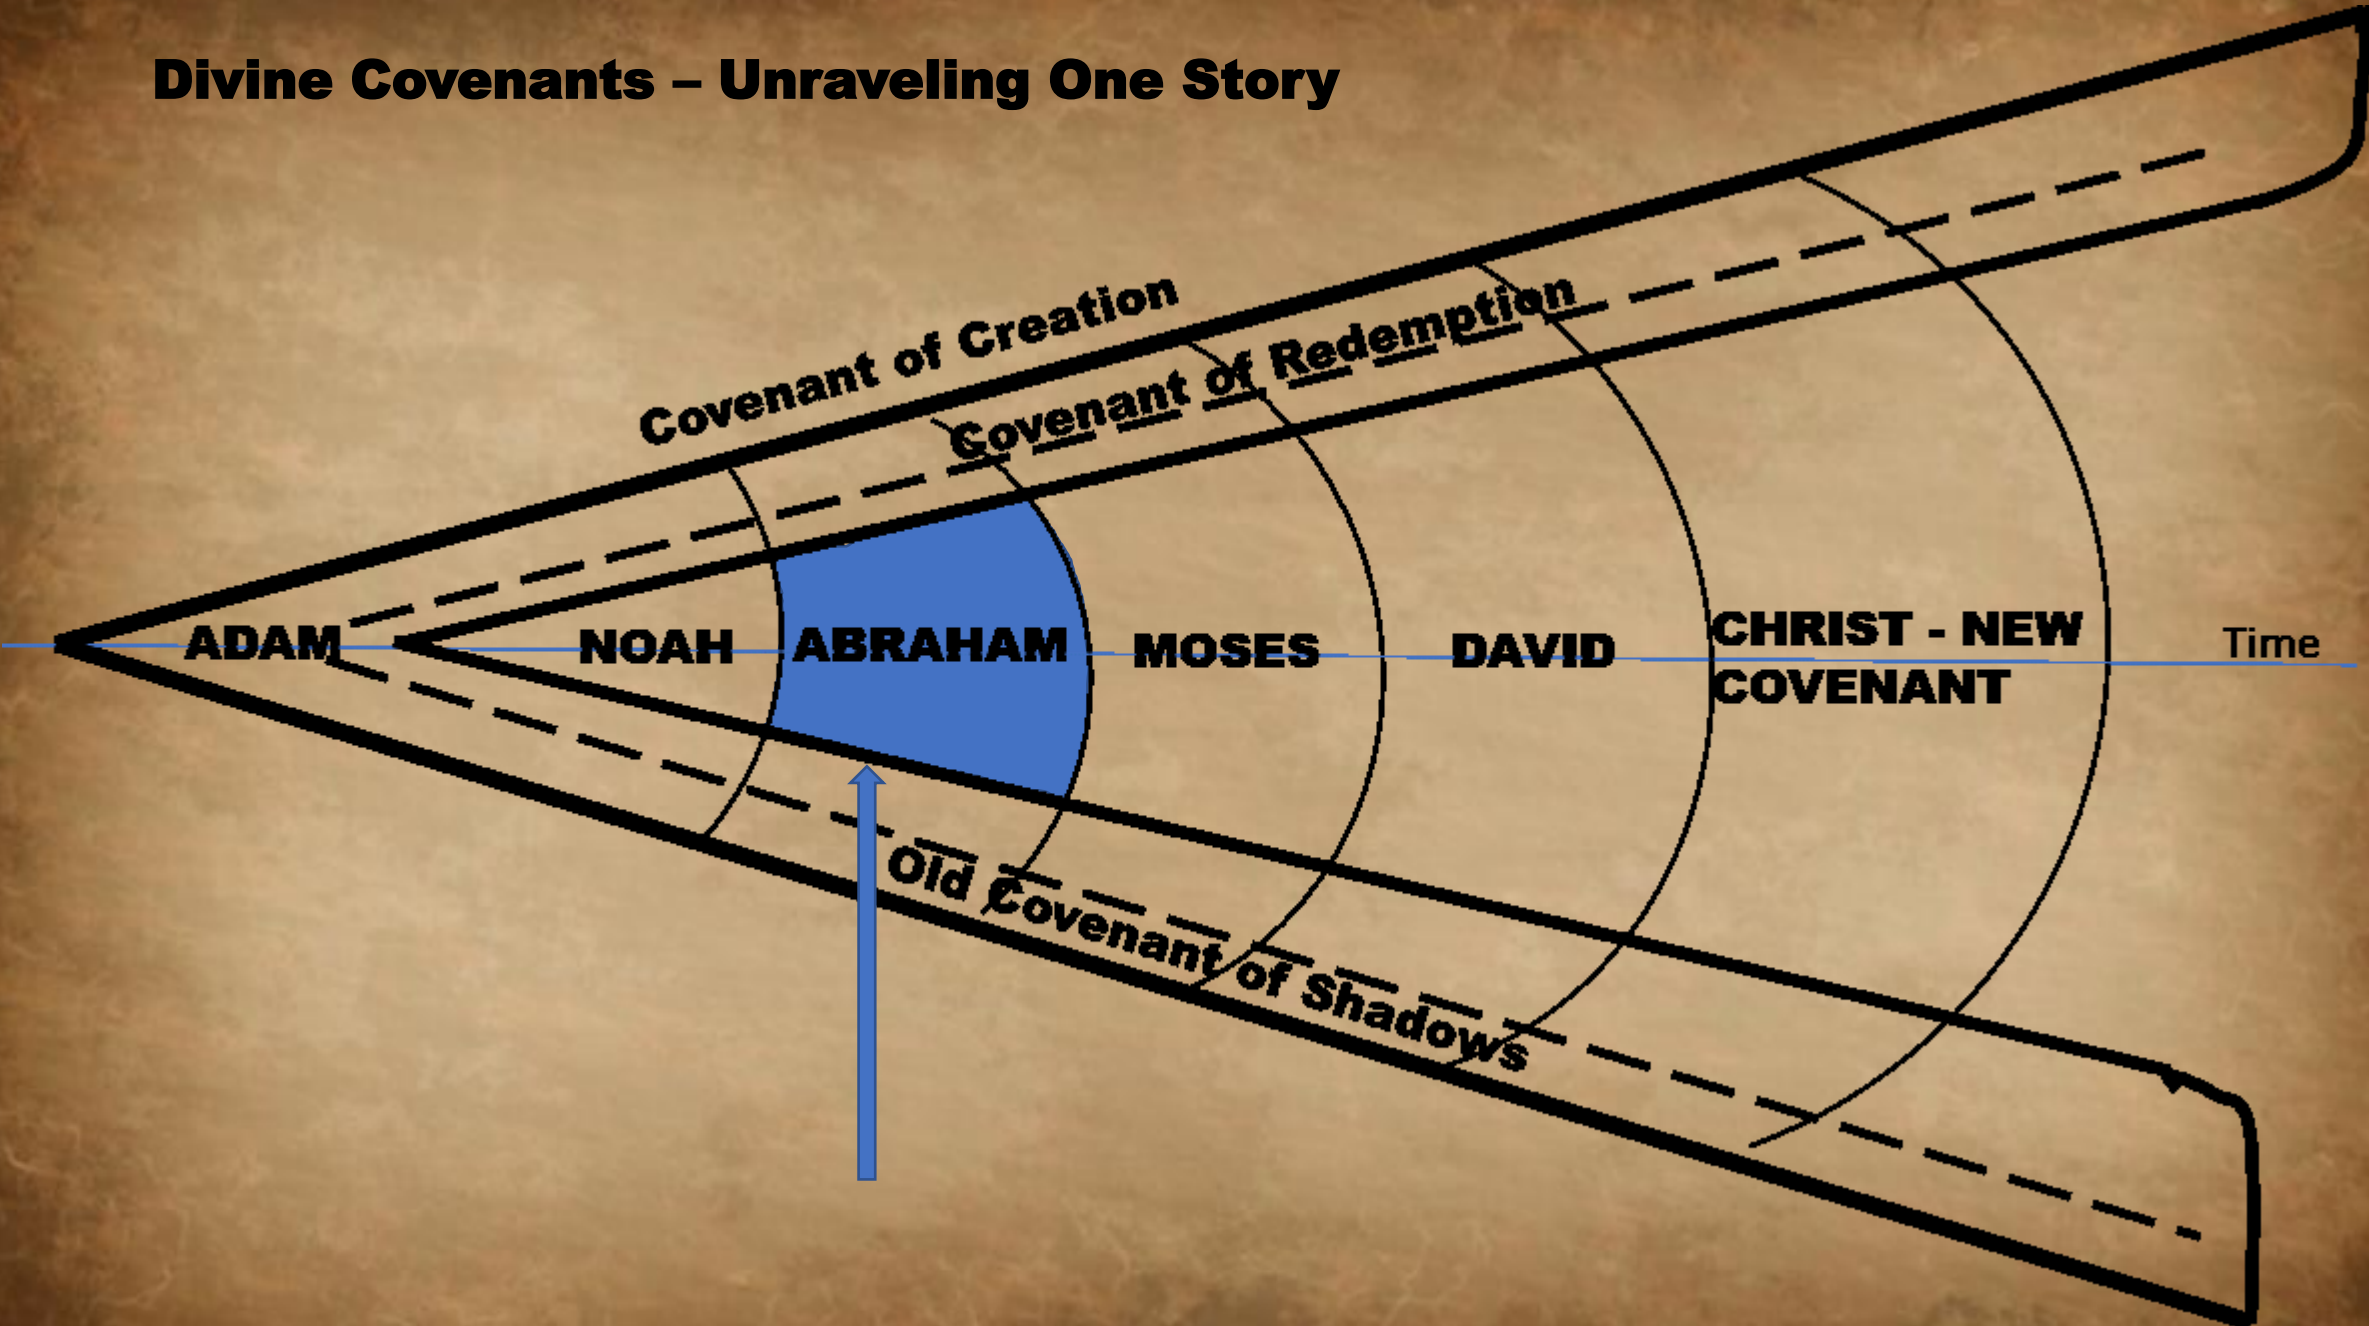 Divine Covenants – Unraveling One Story
Covenant of Creation
Covenant of Redemption
ADAM
NOAH
ABRAHAM
MOSES
DAVID
CHRIST - NEW
COVENANT
Time
Old Covenant of Shadows